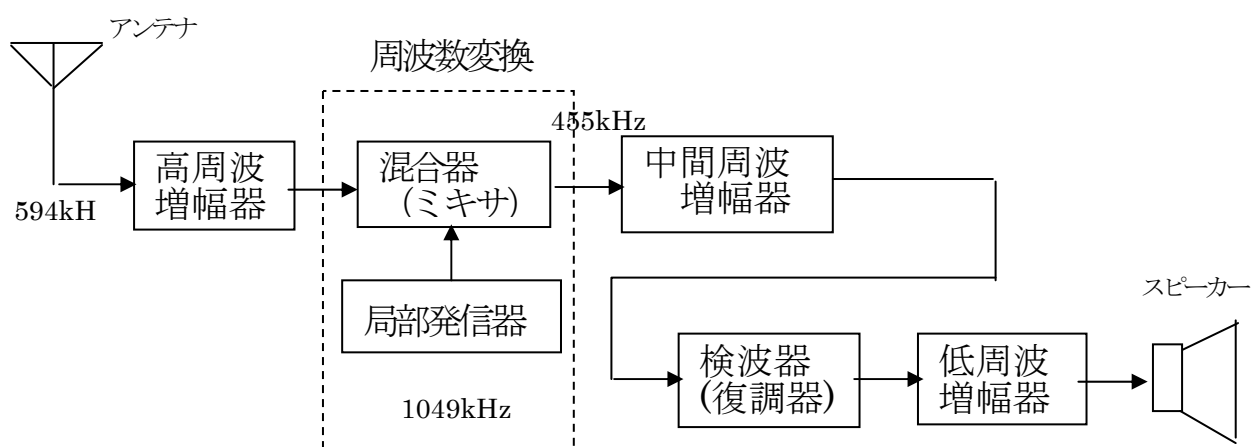 アンテナ
周波数変換
455kHz
高周波
増幅器
混合器
(ミキサ)
中間周波
増幅器
594kH
局部発信器
スピーカー
検波器
(復調器)
低周波
増幅器
1049kHz